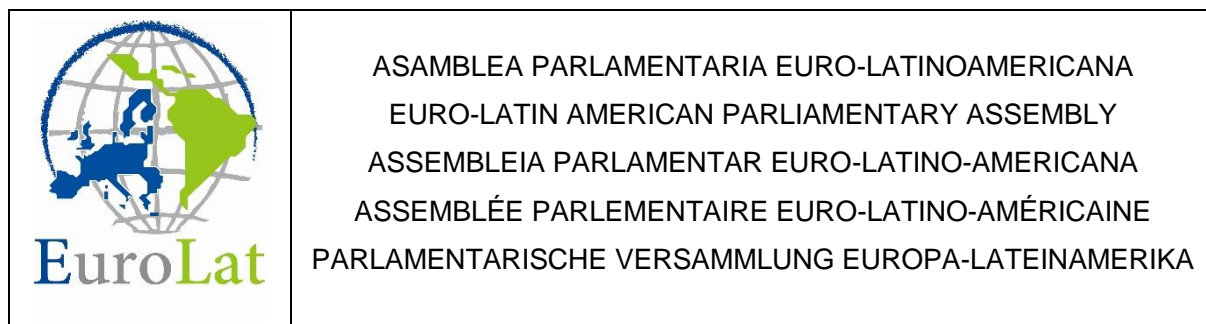 EuroLat
ASAMBLEA PARLAMENTARIA EURO-LATINOAMERICANA
EURO-LATIN AMERICAN PARLIAMENTARY ASSEMBLY
ASSEMBLEIA PARLAMENTAR EURO-LATINO-AMERICANA
ASSEMBLÉE PARLEMENTAIRE EURO-LATINO-AMÉRICAINE
PARLAMENTARISCHE VERSAMMLUNG EUROPA-LATEINAMERIKA